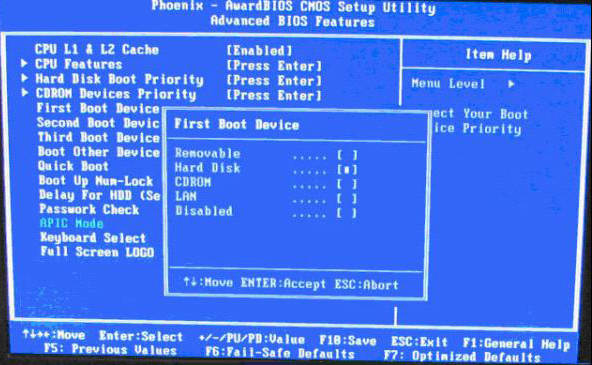 Phoenix - AwardBIOS CMOS Setup Utility
Advanced BIOS Features
CPU L1 & L2 Cache [Enabled]
▶ CPU Features [Press Enter]
▶ Hard Disk Boot Priority [Press Enter]
▶ CDROM Devices Priority [Press Enter]
First Boot Device
Second Boot Devic
Third Boot Device
Boot Other Device
Quick Boot
Boot Up Num-Lock
Delay For HDD (Se
Passwork Check
APIC Mode
Keyboard Select
Full Screen LOGO
First Boot Device
Removable ..... [ ]
Hard Disk ..... [■]
CDROM ..... [ ]
LAN ..... [ ]
Disabled ..... [ ]
↑↓:Move ENTER:Accept ESC:Abort
Item Help
Menu Level ▶
ect Your Boot
ice Priority
↑↓→←:Move Enter:Select +/-/PU/PD:Value F10:Save ESC:Exit F1:General Help
F5: Previous Values F6:Fail-Safe Defaults F7: Optimized Defaults